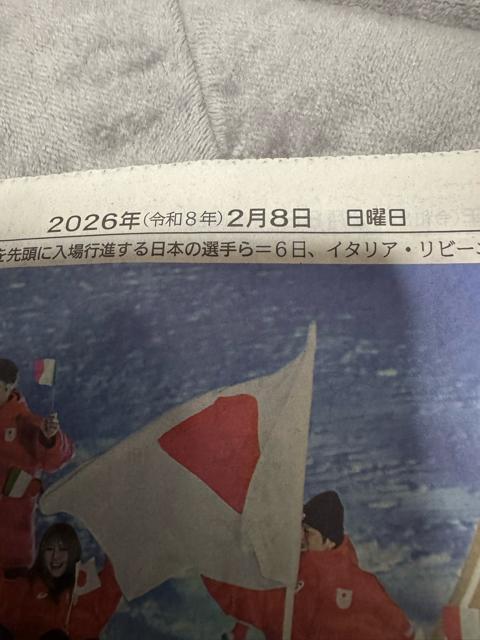 2026年(令和8年)2月8日 日曜日
を先頭に入場行進する日本の選手ら＝6日、イタリア・リビーニ